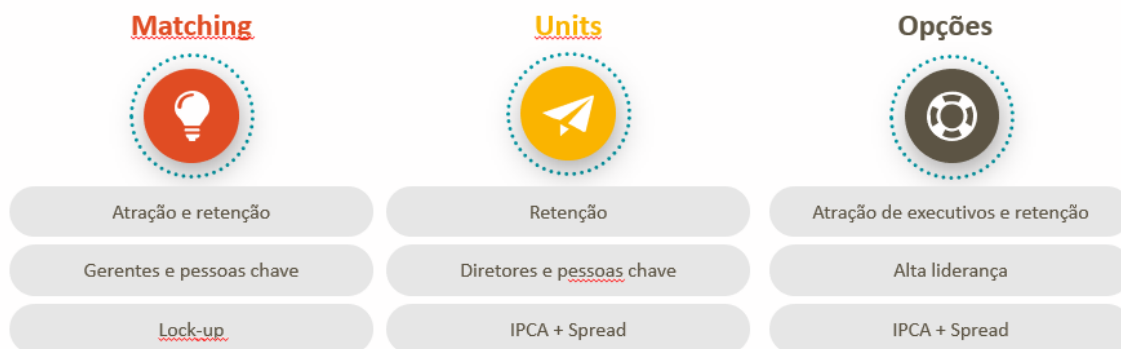 Matching
Units
Opções
Atração e retenção
Retenção
Atração de executivos e retenção
Gerentes e pessoas chave
Diretores e pessoas chave
Alta liderança
Lock-up
IPCA + Spread
IPCA + Spread